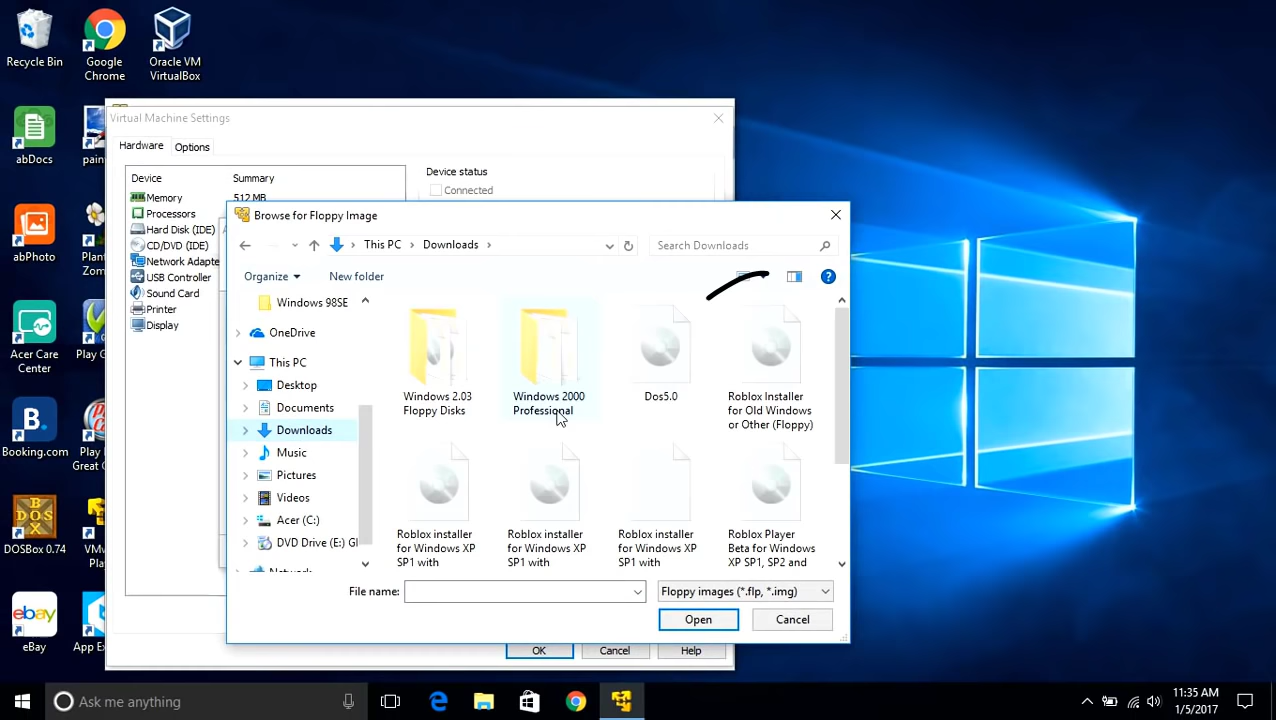 Recycle Bin
Google Chrome
Oracle VM VirtualBox
abDocs
abPhoto
Acer Care Center
Booking.com
DOSBox 0.74
ebay
eBay
App
Virtual Machine Settings
Hardware
Options
Device
Summary
Device status
Memory
512 MB
Connected
Processors
Hard Disk (IDE)
CD/DVD (IDE)
Network Adapte
USB Controller
Sound Card
Printer
Display
Browse for Floppy Image
This PC
Downloads
Search Downloads
Organize
New folder
Windows 98SE
OneDrive
This PC
Desktop
Documents
Downloads
Music
Pictures
Videos
Acer (C:)
DVD Drive (E:) GI
Windows 2.03
Floppy Disks
Windows 2000
Professional
Dos5.0
Roblox Installer
for Old Windows
or Other (Floppy)
Roblox installer
for Windows XP
SP1 with
Roblox installer
for Windows XP
SP1 with
Roblox installer
for Windows XP
SP1 with
Roblox Player
Beta for Windows
XP SP1, SP2 and
File name:
Floppy images (*.flp, *.img)
Open
Cancel
OK
Cancel
Help
Ask me anything
11:35 AM
1/5/2017